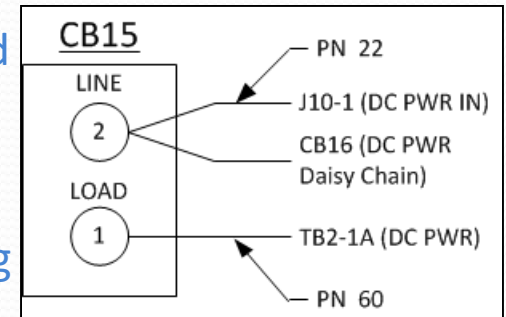 CB15
LINE
2
PN 22
J10-1 (DC PWR IN)
CB16 (DC PWR
Daisy Chain)
LOAD
1
TB2-1A (DC PWR)
PN 60
d
g